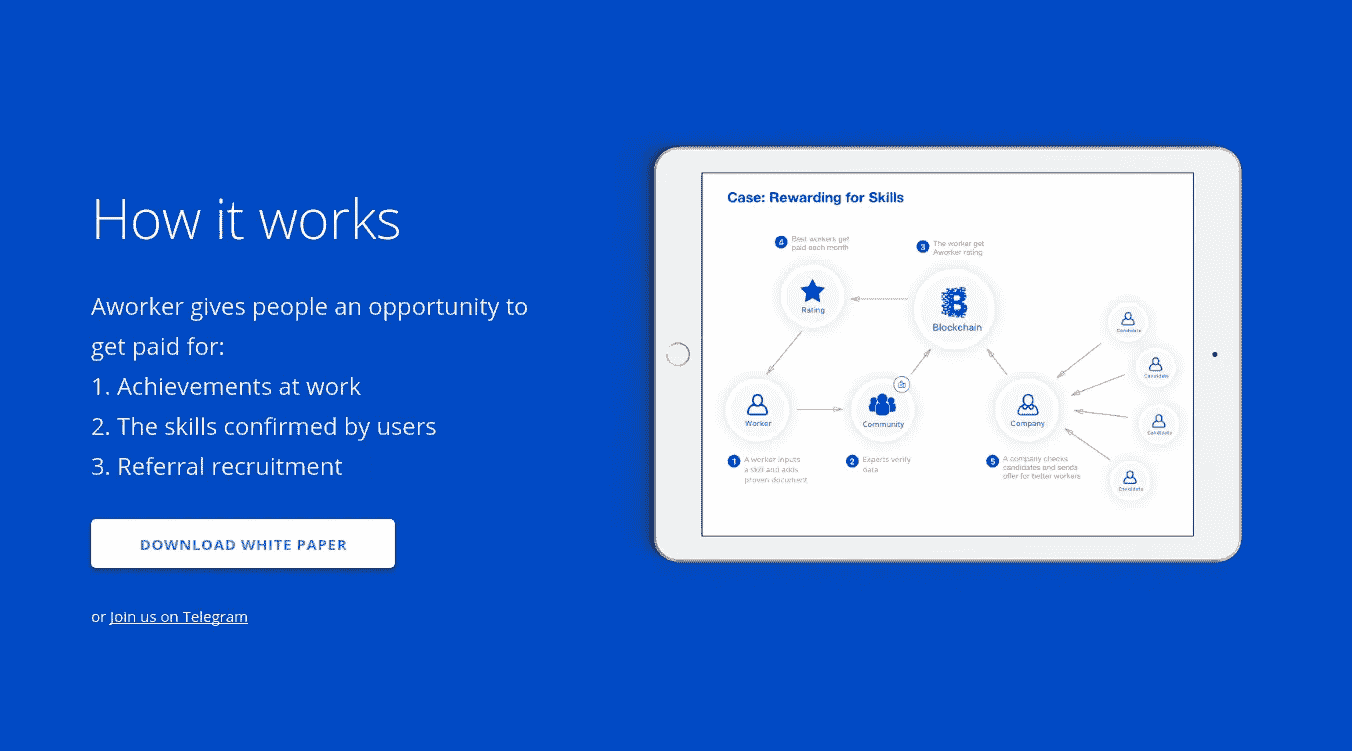 How it works
Aworker gives people an opportunity to
get paid for:
1. Achievements at work
2. The skills confirmed by users
3. Referral recruitment
DOWNLOAD WHITE PAPER
or Join us on Telegram
Case: Rewarding for Skills
4 Best workers get
paid each month
3 The worker get
Aworker rating
Rating
Blockchain
Worker
Community
Company
Candidate
Candidate
Candidate
Candidate
1 A worker inputs
a skill and adds
proven document
2 Experts verify
data
5 A company checks
candidates and sends
offer for better workers